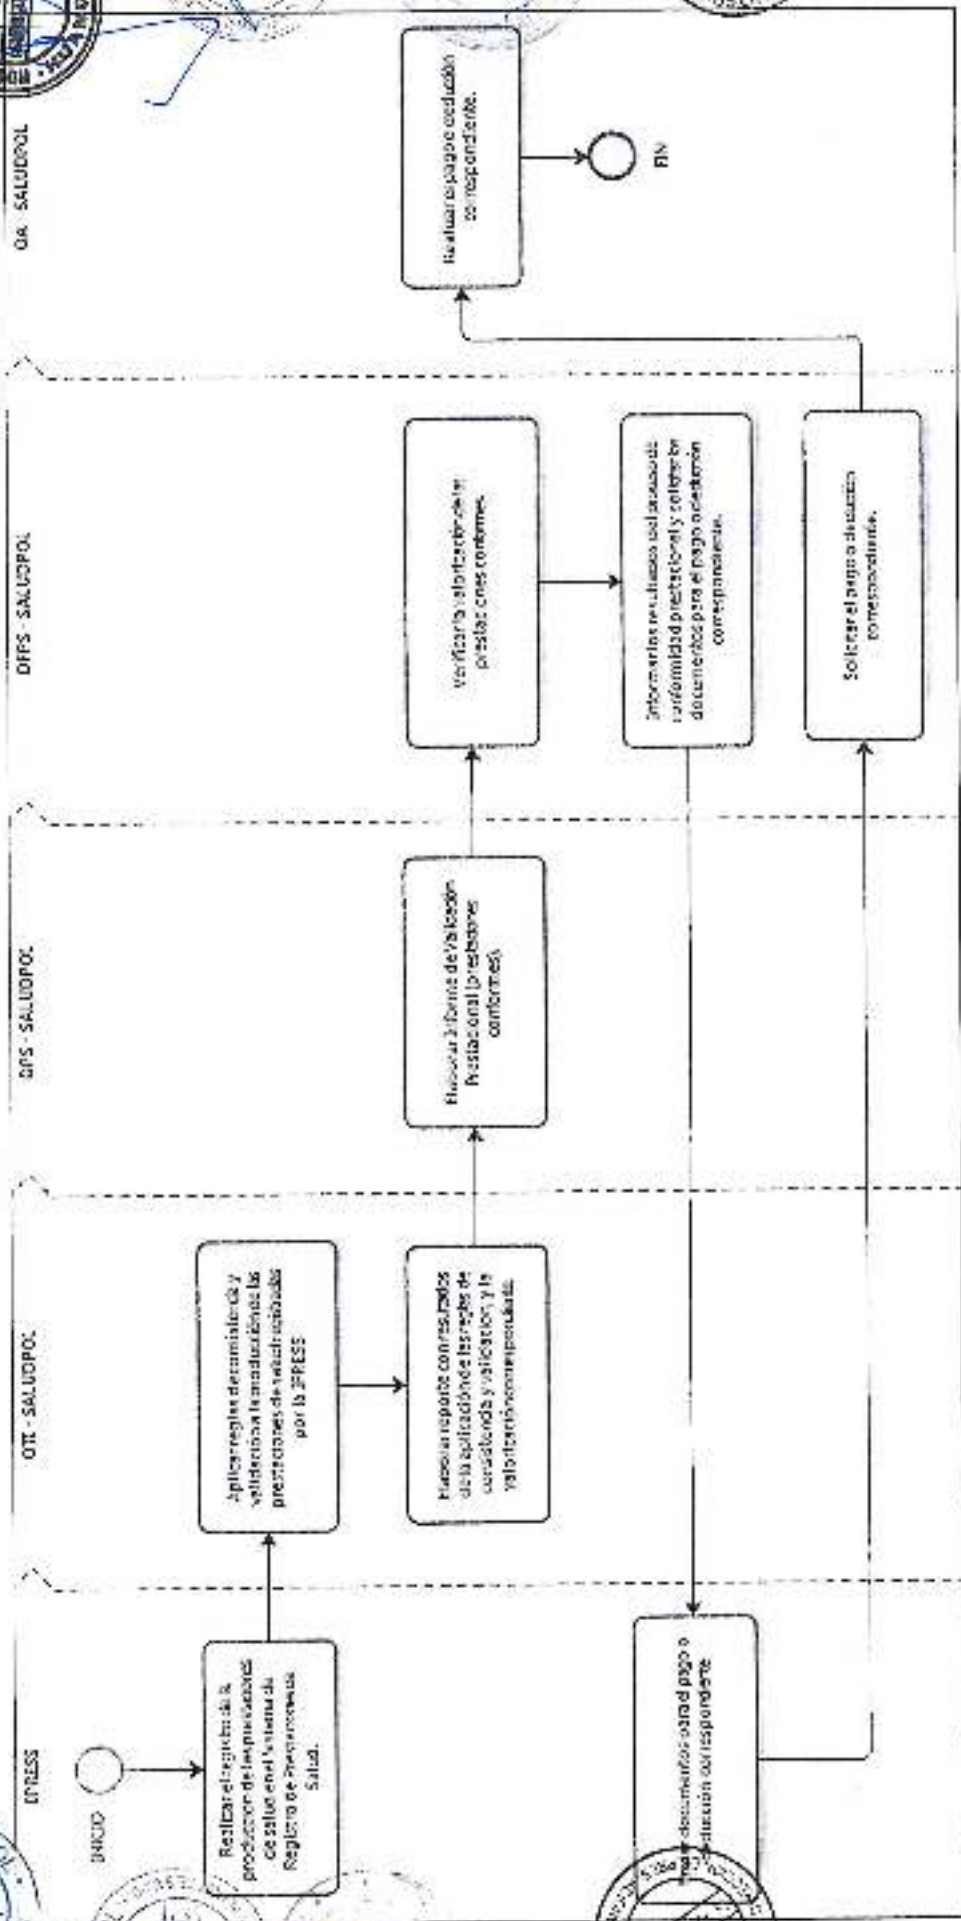 IPRESS
INICIO
Realizar el registro de la
producción de las prestaciones
de salud en el Sistema de
Registro de Prestaciones de
Salud.
documentos para el pago o
deducción correspondiente
OTI - SALUDPOL
Aplicar reglas de consistencia y
validación a la producción de las
prestaciones de salud registradas
por la IPRESS
Elaborar reporte con resultados
de la aplicación de las reglas de
consistencia y validación, y la
valorización correspondiente.
DPS - SALUDPOL
Elaborar Informe de Validación
Prestacional (prestaciones
conformes).
DFPS - SALUDPOL
Verificar la valorización de las
prestaciones conformes.
Informar los resultados del proceso de
conformidad prestacional y solicitar los
documentos para el pago o deducción
correspondiente.
Solicitar el pago o deducción
correspondiente.
OA - SALUDPOL
Realizar el pago o deducción
correspondiente.
FIN